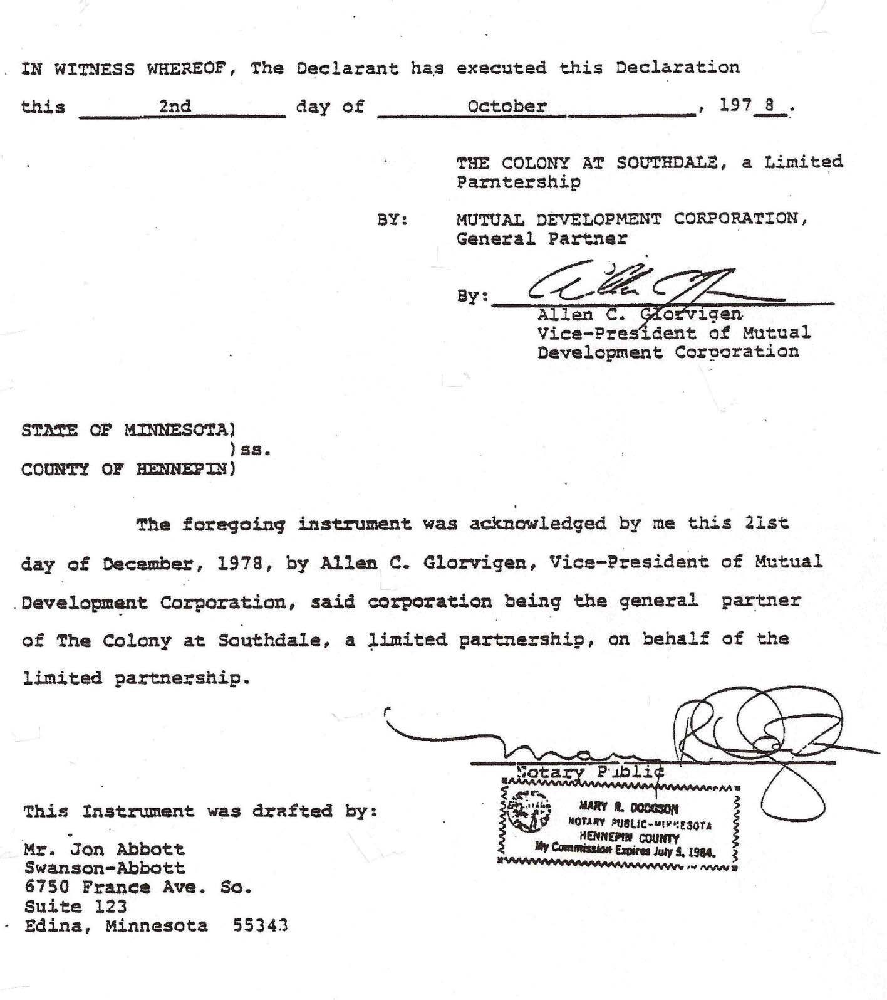 IN WITNESS WHEREOF, The Declarant has executed this Declaration
this 2nd day of October, 1978.
THE COLONY AT SOUTHDALE, a Limited
Parntership
BY: MUTUAL DEVELOPMENT CORPORATION,
General Partner
By:
Allen C. Glorvigen
Vice-President of Mutual
Development Corporation
STATE OF MINNESOTA)
)ss.
COUNTY OF HENNEPIN)
The foregoing instrument was acknowledged by me this 21st
day of December, 1978, by Allen C. Glorvigen, Vice-President of Mutual
Development Corporation, said corporation being the general partner
of The Colony at Southdale, a limited partnership, on behalf of the
limited partnership.
Notary Public
MARY R. DODGSON
NOTARY PUBLIC-MINNESOTA
HENNEPIN COUNTY
My Commission Expires July 5, 1984.
This Instrument was drafted by:
Mr. Jon Abbott
Swanson-Abbott
6750 France Ave. So.
Suite 123
Edina, Minnesota 55343